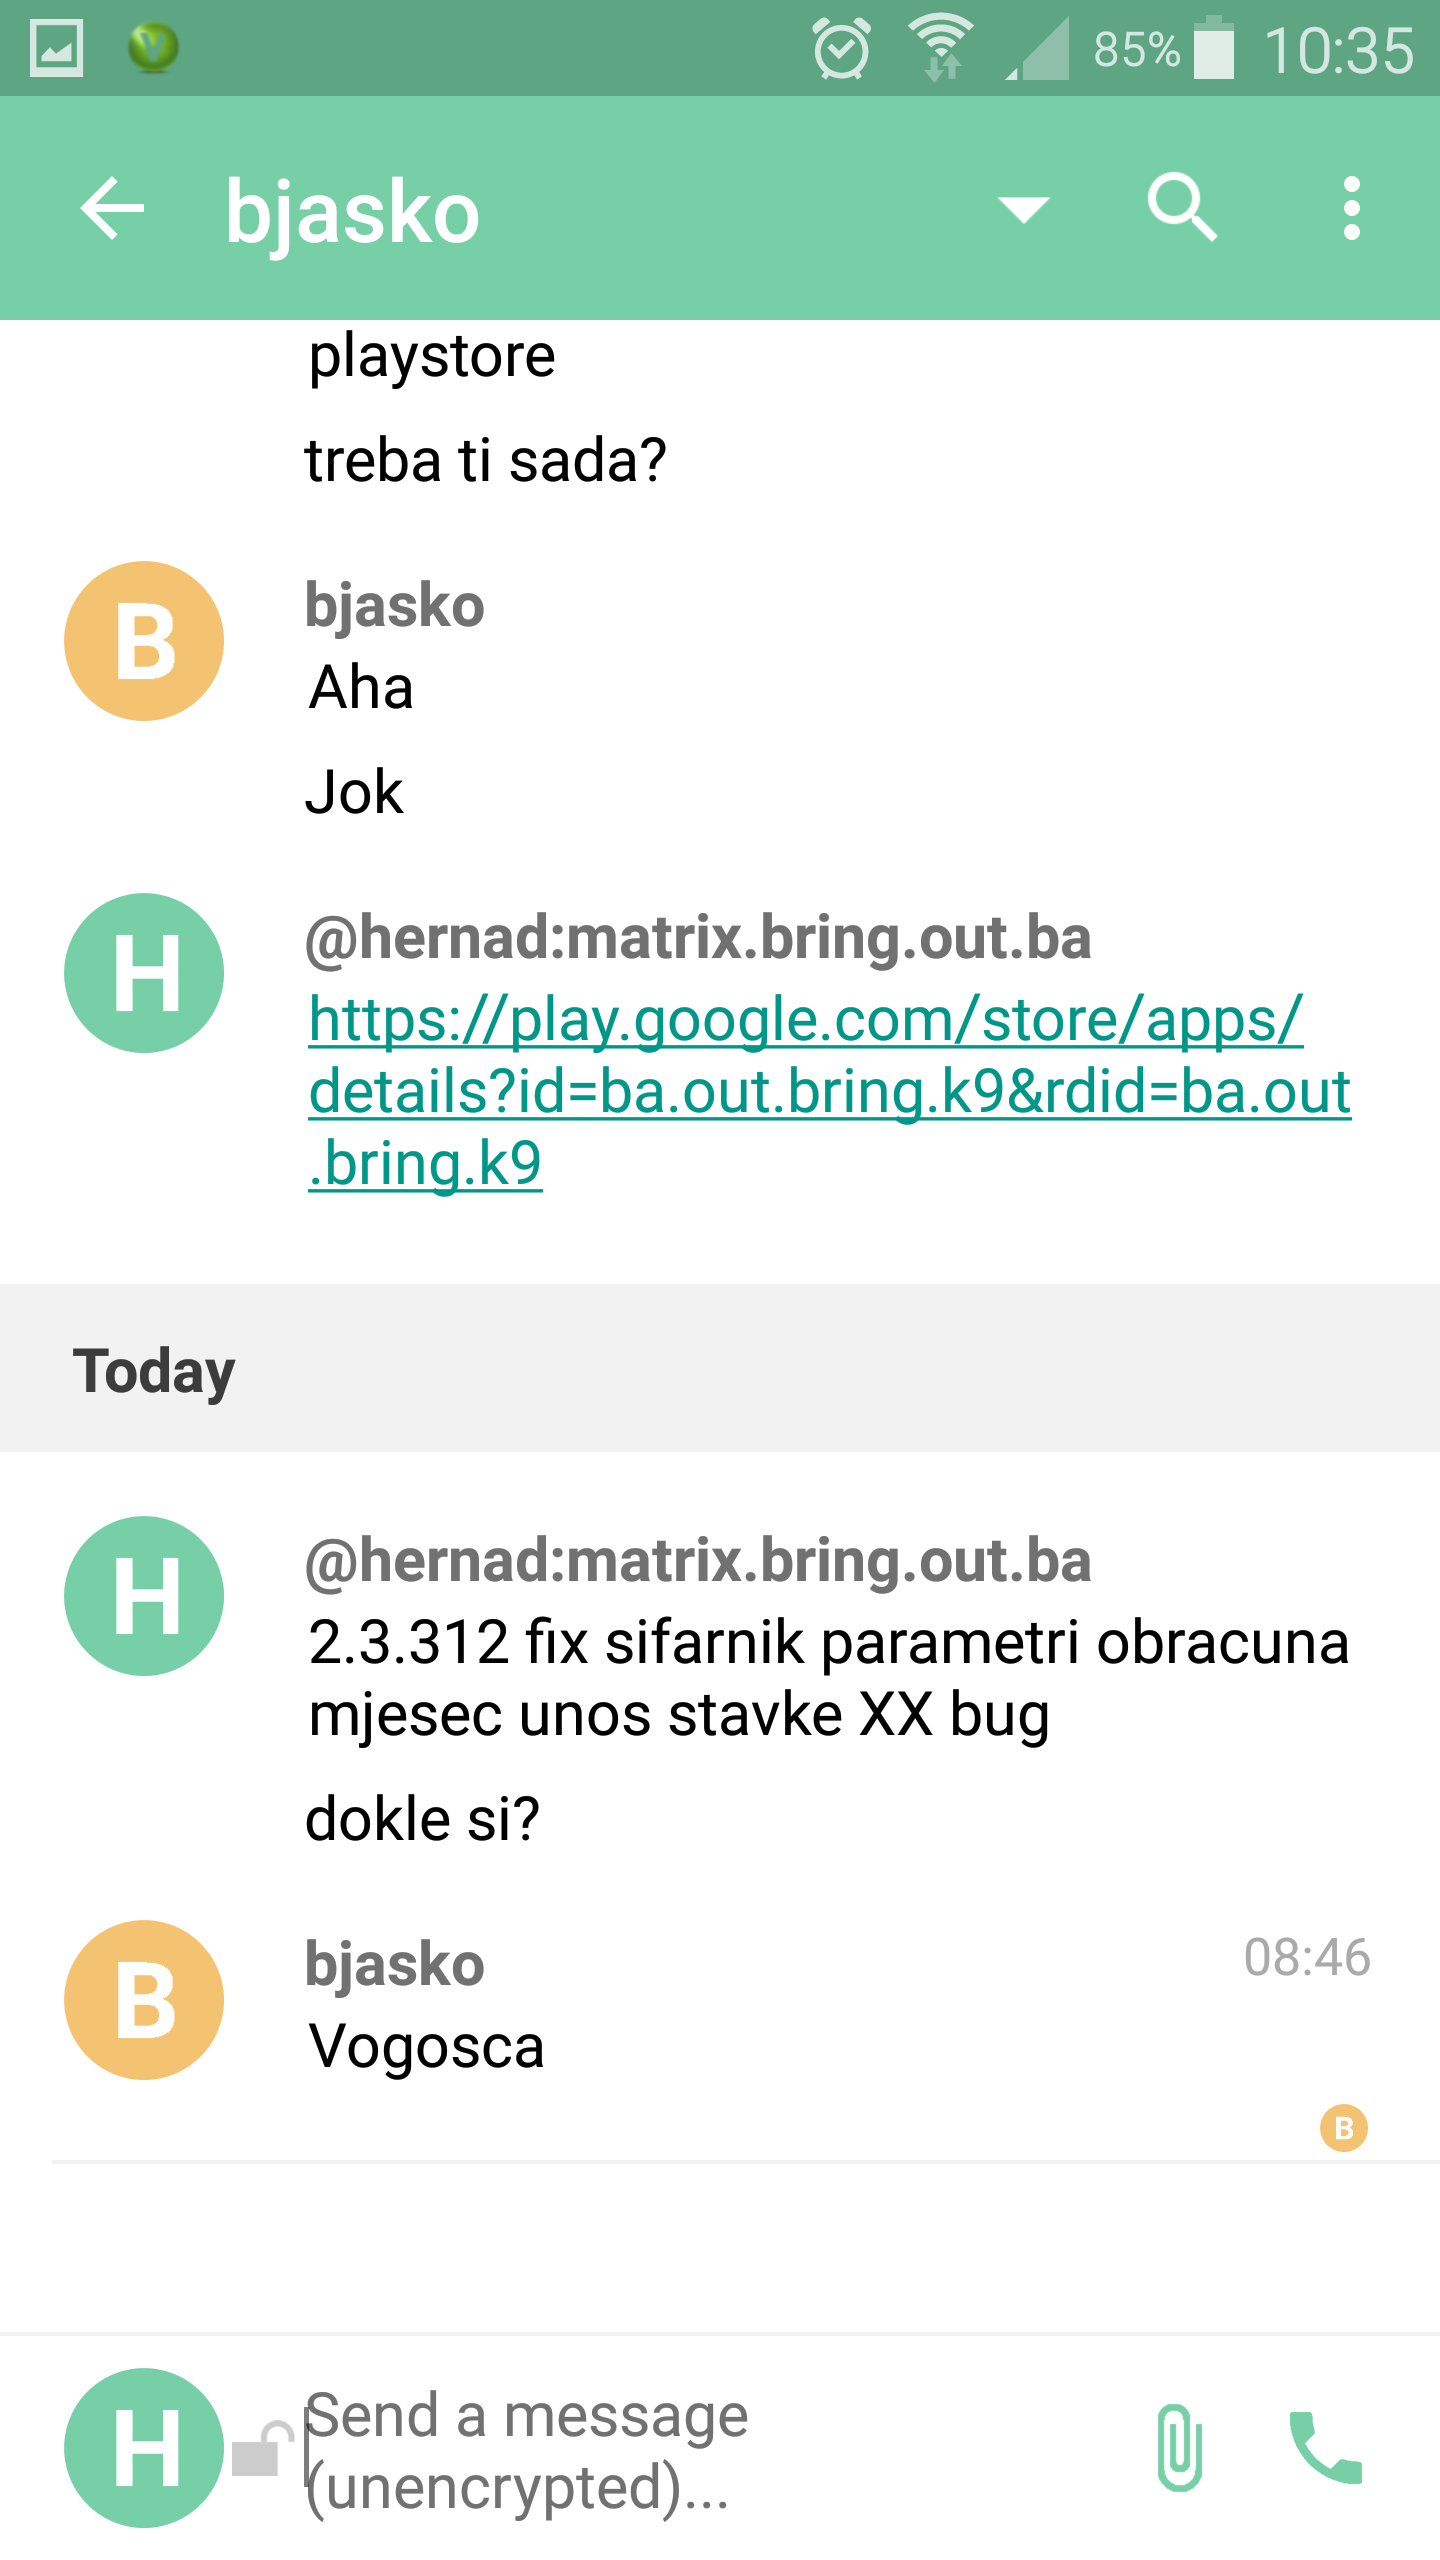 85% 10:35
bjasko
playstore
treba ti sada?
B
bjasko
Aha
Jok
H
@hernad:matrix.bring.out.ba
https://play.google.com/store/apps/
details?id=ba.out.bring.k9&rdid=ba.out
.bring.k9
Today
H
@hernad:matrix.bring.out.ba
2.3.312 fix sifarnik parametri obracuna
mjesec unos stavke XX bug
dokle si?
B
bjasko 08:46
Vogosca
B
H
Send a message
(unencrypted)...